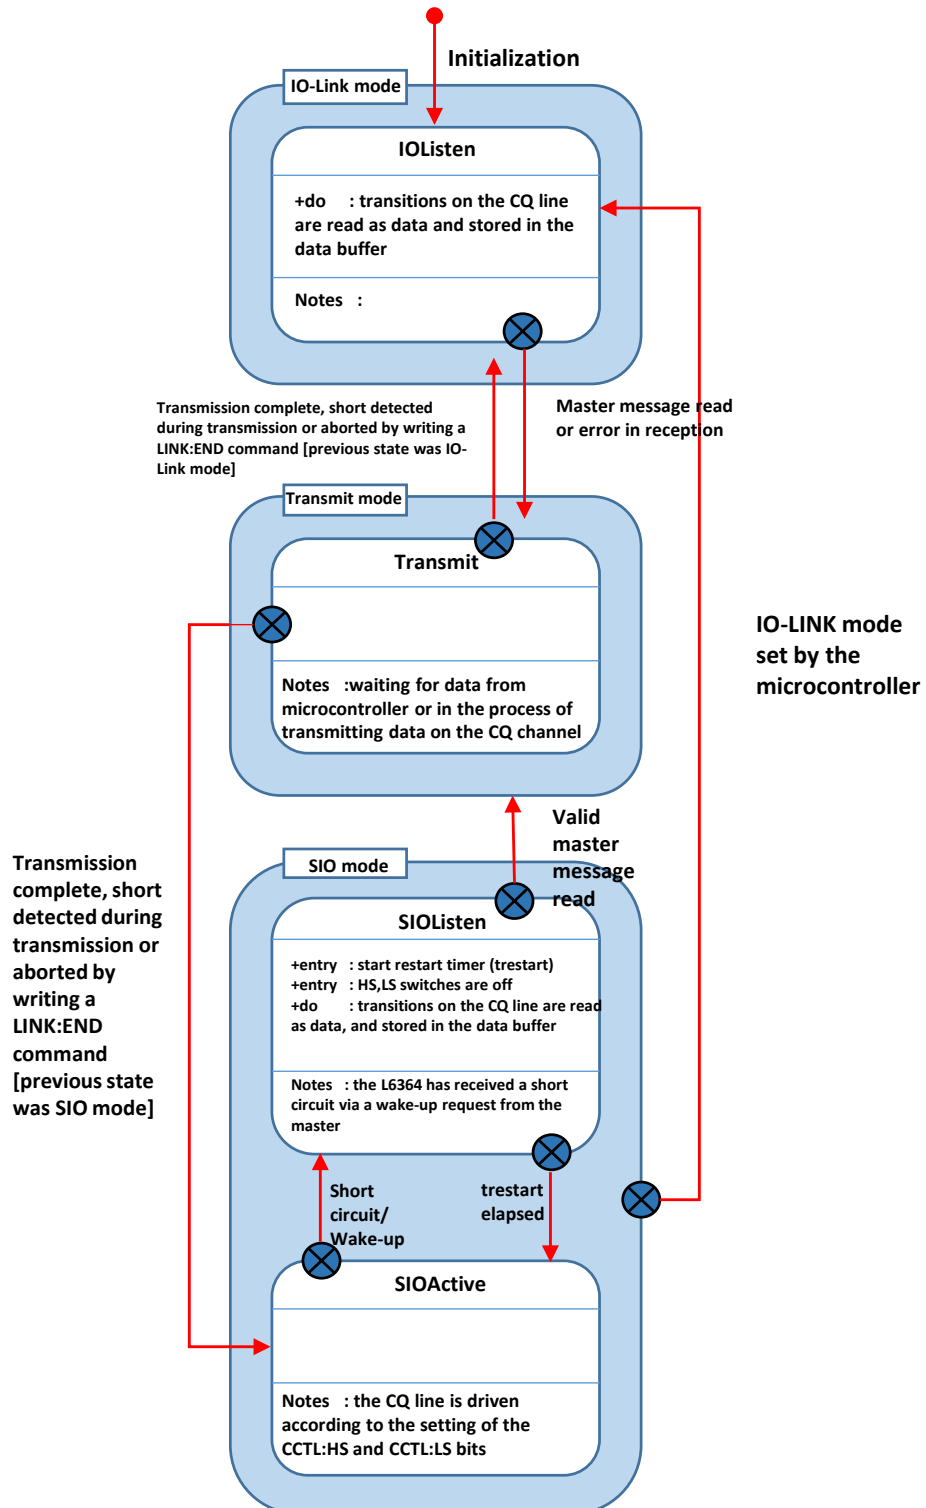 Initialization
IO-Link mode
IOListen
+do : transitions on the CQ line
are read as data and stored in the
data buffer
Notes :
Transmission complete, short detected
during transmission or aborted by writing a
LINK:END command [previous state was IO-
Link mode]
Master message read
or error in reception
Transmit mode
Transmit
Notes :waiting for data from
microcontroller or in the process of
transmitting data on the CQ channel
IO-LINK mode
set by the
microcontroller
Valid
master
message
read
Transmission
complete, short
detected during
transmission or
aborted by
writing a
LINK:END
command
[previous state
was SIO mode]
SIO mode
SIOListen
+entry : start restart timer (trestart)
+entry : HS,LS switches are off
+do : transitions on the CQ line are read
as data, and stored in the data buffer
Notes : the L6364 has received a short
circuit via a wake-up request from the
master
Short
circuit/
Wake-up
trestart
elapsed
SIOActive
Notes : the CQ line is driven
according to the setting of the
CCTL:HS and CCTL:LS bits